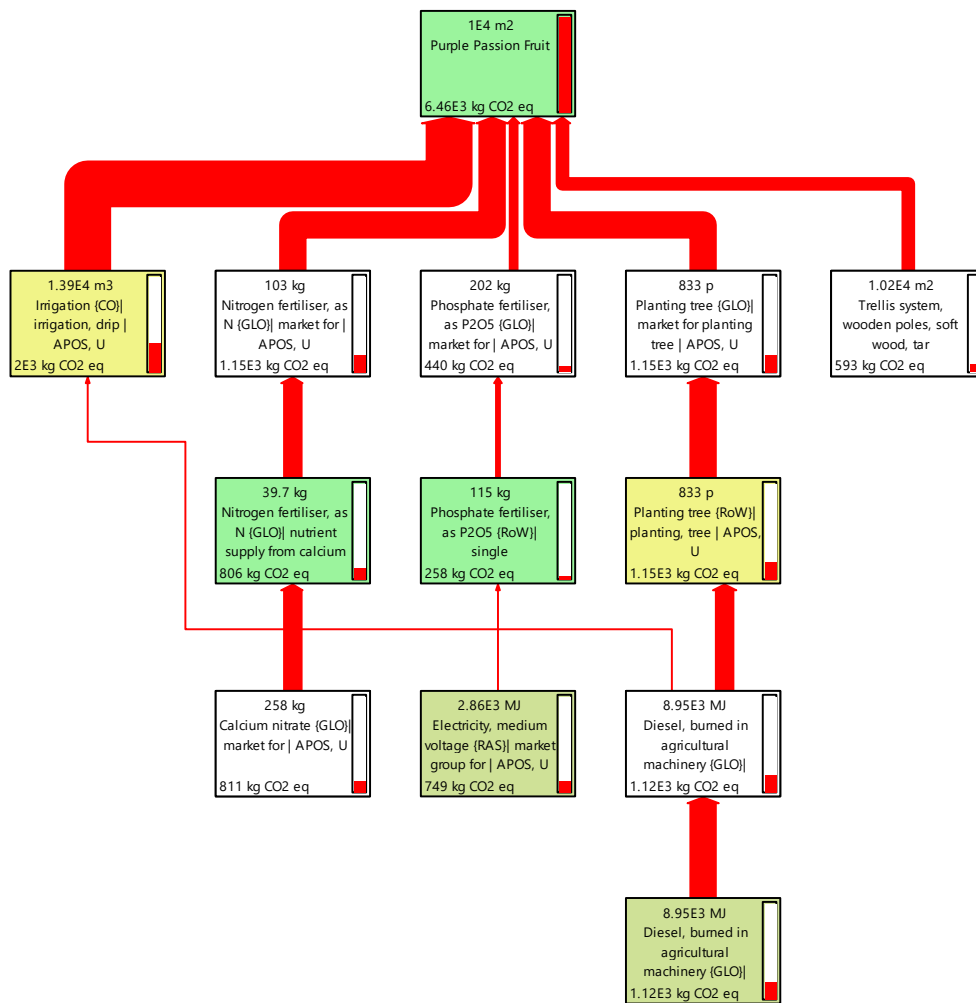 1E4 m2
Purple Passion Fruit
6.46E3 kg CO2 eq
1.39E4 m3
Irrigation {CO}|
irrigation, drip |
APOS, U
2E3 kg CO2 eq
103 kg
Nitrogen fertiliser, as
N {GLO}| market for |
APOS, U
1.15E3 kg CO2 eq
202 kg
Phosphate fertiliser,
as P2O5 {GLO}|
market for | APOS, U
440 kg CO2 eq
833 p
Planting tree {GLO}|
market for planting
tree | APOS, U
1.15E3 kg CO2 eq
1.02E4 m2
Trellis system,
wooden poles, soft
wood, tar
593 kg CO2 eq
39.7 kg
Nitrogen fertiliser, as
N {GLO}| nutrient
supply from calcium
806 kg CO2 eq
115 kg
Phosphate fertiliser,
as P2O5 {RoW}|
single
258 kg CO2 eq
833 p
Planting tree {RoW}|
planting, tree | APOS,
U
1.15E3 kg CO2 eq
258 kg
Calcium nitrate {GLO}|
market for | APOS, U
811 kg CO2 eq
2.86E3 MJ
Electricity, medium
voltage {RAS}| market
group for | APOS, U
749 kg CO2 eq
8.95E3 MJ
Diesel, burned in
agricultural
machinery {GLO}|
1.12E3 kg CO2 eq
8.95E3 MJ
Diesel, burned in
agricultural
machinery {GLO}|
1.12E3 kg CO2 eq